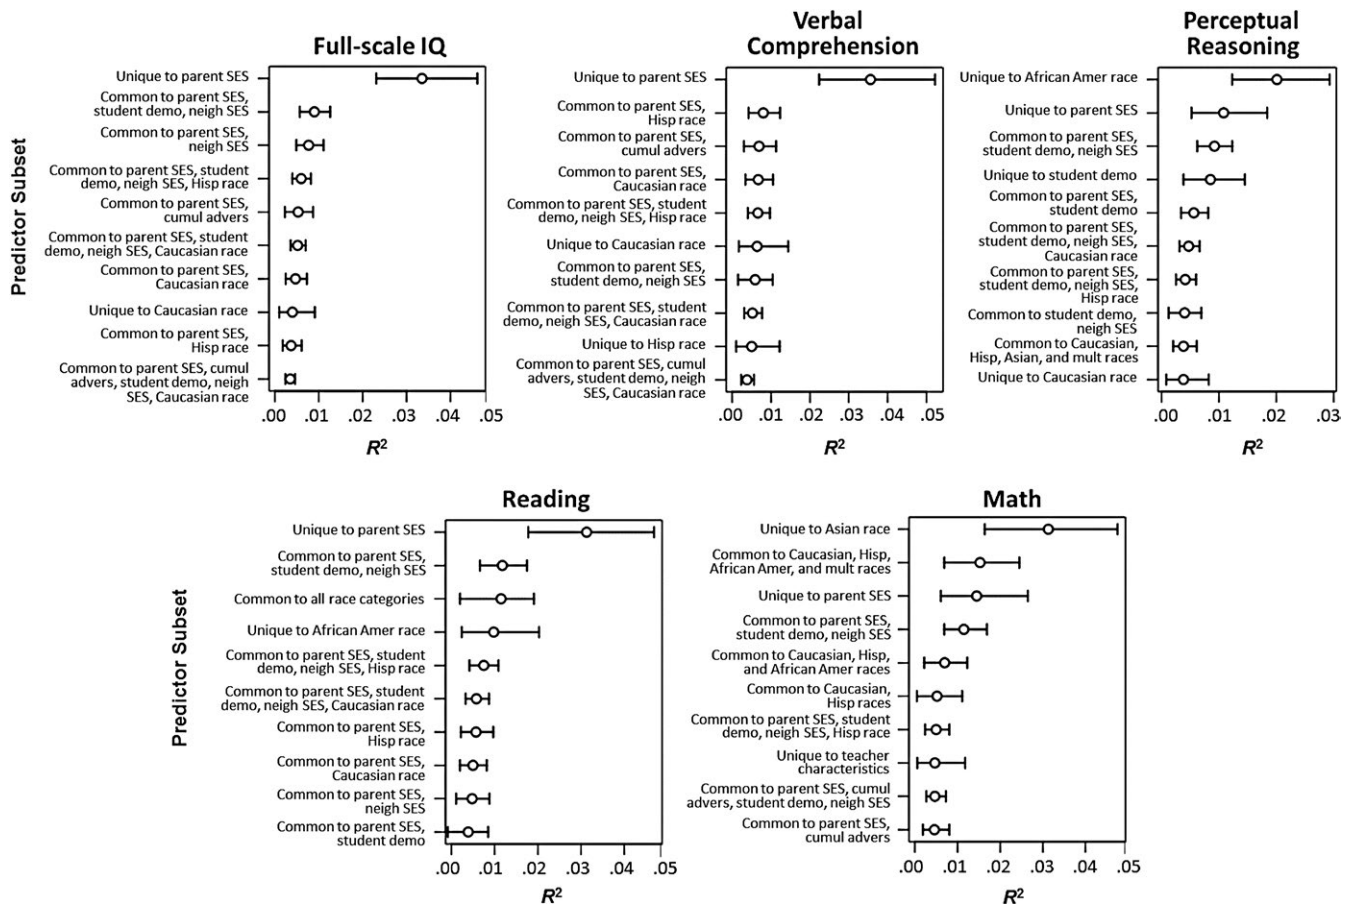 Full-scale IQ
Predictor Subset
Unique to parent SES
Common to parent SES,
student demo, neigh SES
Common to parent SES,
neigh SES
Common to parent SES, student
demo, neigh SES, Hisp race
Common to parent SES,
cumul advers
Common to parent SES, student
demo, neigh SES, Caucasian race
Common to parent SES,
Caucasian race
Unique to Caucasian race
Common to parent SES,
Hisp race
Common to parent SES, cumul
advers, student demo, neigh
SES, Caucasian race
.00 .01 .02 .03 .04 .05
R²
Verbal
Comprehension
Unique to parent SES
Common to parent SES,
Hisp race
Common to parent SES,
cumul advers
Common to parent SES,
Caucasian race
Common to parent SES, student
demo, neigh SES, Hisp race
Unique to Caucasian race
Common to parent SES,
student demo, neigh SES
Common to parent SES, student
demo, neigh SES, Caucasian race
Unique to Hisp race
Common to parent SES, cumul
advers, student demo, neigh
SES, Caucasian race
.00 .01 .02 .03 .04 .05
R²
Perceptual
Reasoning
Unique to African Amer race
Unique to parent SES
Common to parent SES,
student demo, neigh SES
Unique to student demo
Common to parent SES,
student demo
Common to parent SES,
student demo, neigh SES,
Caucasian race
Common to parent SES,
student demo, neigh SES,
Hisp race
Common to student demo,
neigh SES
Common to Caucasian,
Hisp, Asian, and mult races
Unique to Caucasian race
.00 .01 .02 .03
R²
Reading
Predictor Subset
Unique to parent SES
Common to parent SES,
student demo, neigh SES
Common to all race categories
Unique to African Amer race
Common to parent SES, student
demo, neigh SES, Hisp race
Common to parent SES, student
demo, neigh SES, Caucasian race
Common to parent SES,
Hisp race
Common to parent SES,
Caucasian race
Common to parent SES,
neigh SES
Common to parent SES,
student demo
.00 .01 .02 .03 .04 .05
R²
Math
Unique to Asian race
Common to Caucasian, Hisp,
African Amer, and mult races
Unique to parent SES
Common to parent SES,
student demo, neigh SES
Common to Caucasian, Hisp,
and African Amer races
Common to Caucasian,
Hisp races
Common to parent SES, student
demo, neigh SES, Hisp race
Unique to teacher
characteristics
Common to parent SES, cumul
advers, student demo, neigh SES
Common to parent SES,
cumul advers
.00 .01 .02 .03 .04 .05
R²